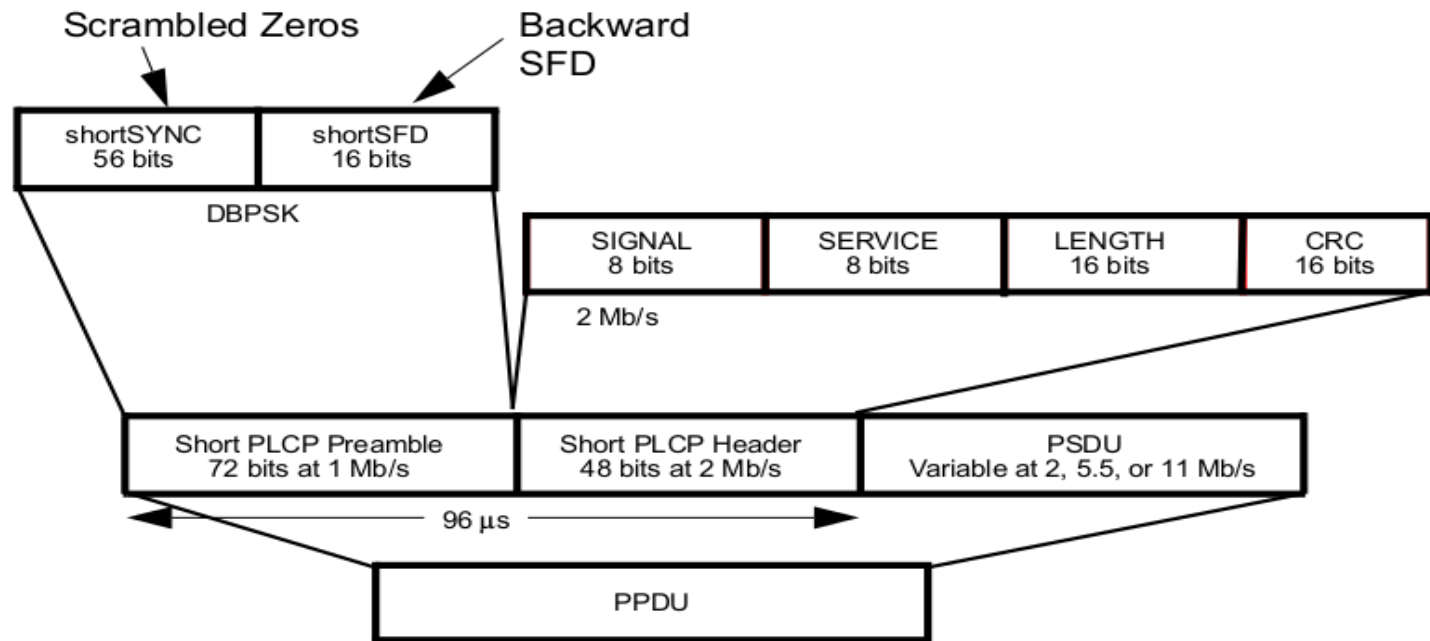 Scrambled Zeros
Backward
SFD
shortSYNC
56 bits
shortSFD
16 bits
DBPSK
SIGNAL
8 bits
SERVICE
8 bits
LENGTH
16 bits
CRC
16 bits
2 Mb/s
Short PLCP Preamble
72 bits at 1 Mb/s
Short PLCP Header
48 bits at 2 Mb/s
PSDU
Variable at 2, 5.5, or 11 Mb/s
96 μs
PPDU